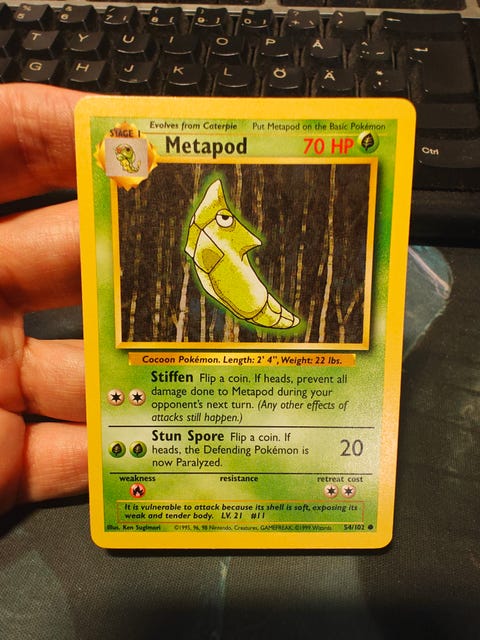 T Y U I O P Å
G H J K L Ö Ä
Ctrl
Evolves from Caterpie Put Metapod on the Basic Pokémon
STAGE 1
Metapod 70 HP
Cocoon Pokémon. Length: 2' 4", Weight: 22 lbs.
Stiffen Flip a coin. If heads, prevent all
damage done to Metapod during your
opponent's next turn. (Any other effects of
attacks still happen.)
Stun Spore Flip a coin. If
heads, the Defending Pokémon is
now Paralyzed.
20
weakness resistance retreat cost
It is vulnerable to attack because its shell is soft, exposing its
weak and tender body. LV. 21 #11
Illus. Ken Sugimori ©1995, 96, 98 Nintendo, Creatures, GAMEFREAK. ©1999 Wizards. 54/102